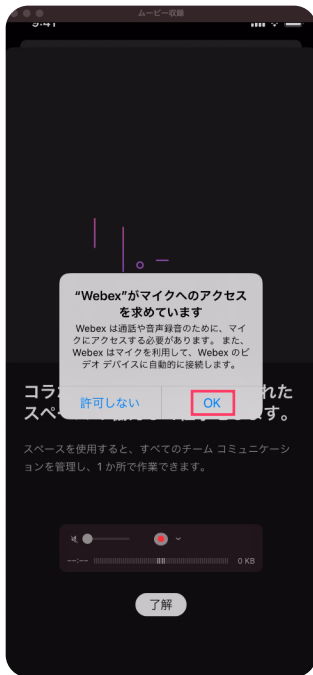 ムービー収録
9:41
“Webex”がマイクへのアクセス
を求めています
Webex は通話や音声録音のために、マイ
クにアクセスする必要があります。また、
Webex はマイクを利用して、Webex のビ
デオ デバイスに自動的に接続します。
許可しない
OK
コラ
れた
スペー
す。
スペースを使用すると、すべてのチーム コミュニケーシ
ョンを管理し、1 か所で作業できます。
--:--
0 KB
了解